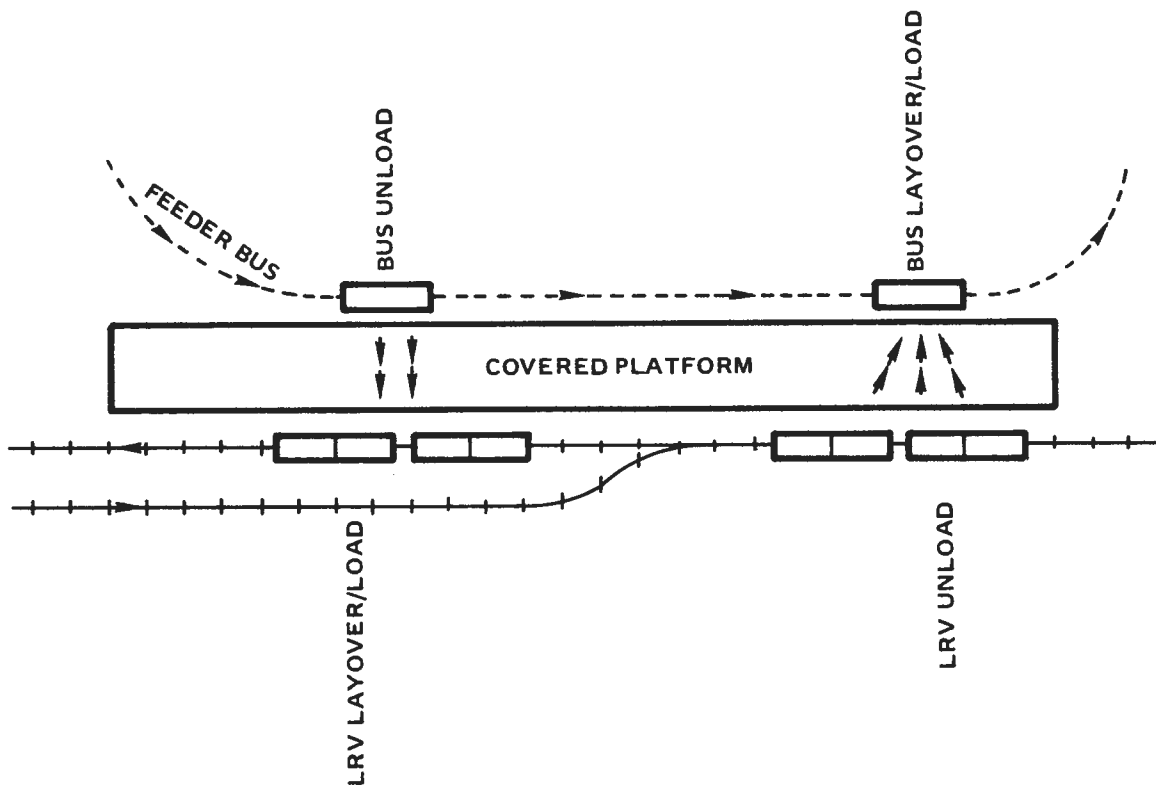 BUS UNLOAD
BUS LAYOVER/LOAD
FEEDER BUS
COVERED PLATFORM
LRV LAYOVER/LOAD
LRV UNLOAD